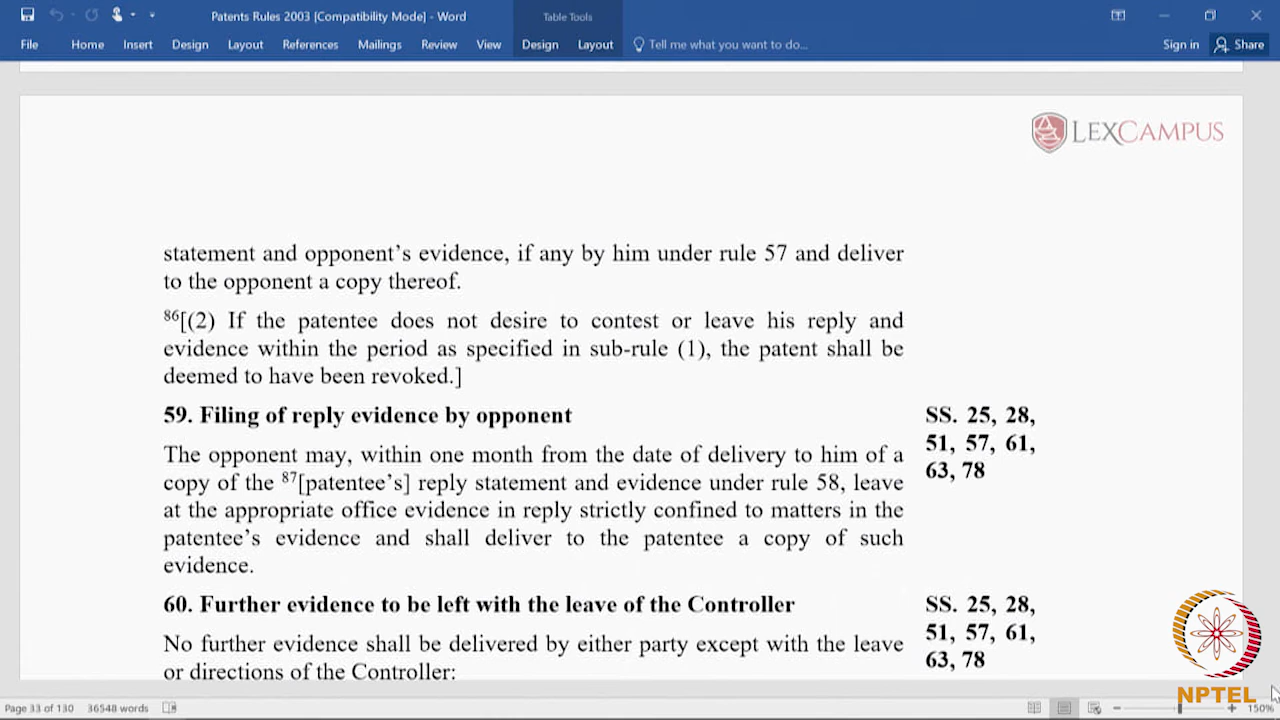 Patents Rules 2003 [Compatibility Mode] - Word
Table Tools
File Home Insert Design Layout References Mailings Review View Design Layout Tell me what you want to do... Sign in Share
LEXCAMPUS
statement and opponent's evidence, if any by him under rule 57 and deliver
to the opponent a copy thereof.
86[(2) If the patentee does not desire to contest or leave his reply and
evidence within the period as specified in sub-rule (1), the patent shall be
deemed to have been revoked.]
59. Filing of reply evidence by opponent
SS. 25, 28,
51, 57, 61,
63, 78
The opponent may, within one month from the date of delivery to him of a
copy of the 87[patentee's] reply statement and evidence under rule 58, leave
at the appropriate office evidence in reply strictly confined to matters in the
patentee's evidence and shall deliver to the patentee a copy of such
evidence.
60. Further evidence to be left with the leave of the Controller
SS. 25, 28,
51, 57, 61,
63, 78
No further evidence shall be delivered by either party except with the leave
or directions of the Controller:
NPTEL
Page 33 of 130 36548 words
150%